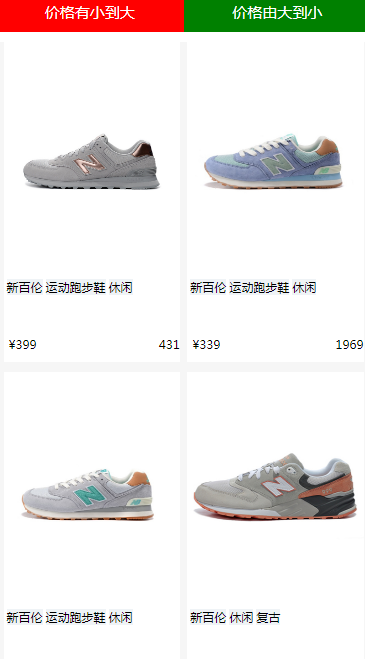 价格有小到大
价格由大到小
新百伦 运动跑步鞋 休闲
新百伦 运动跑步鞋 休闲
¥399
431
¥339
1969
新百伦 运动跑步鞋 休闲
新百伦 休闲 复古